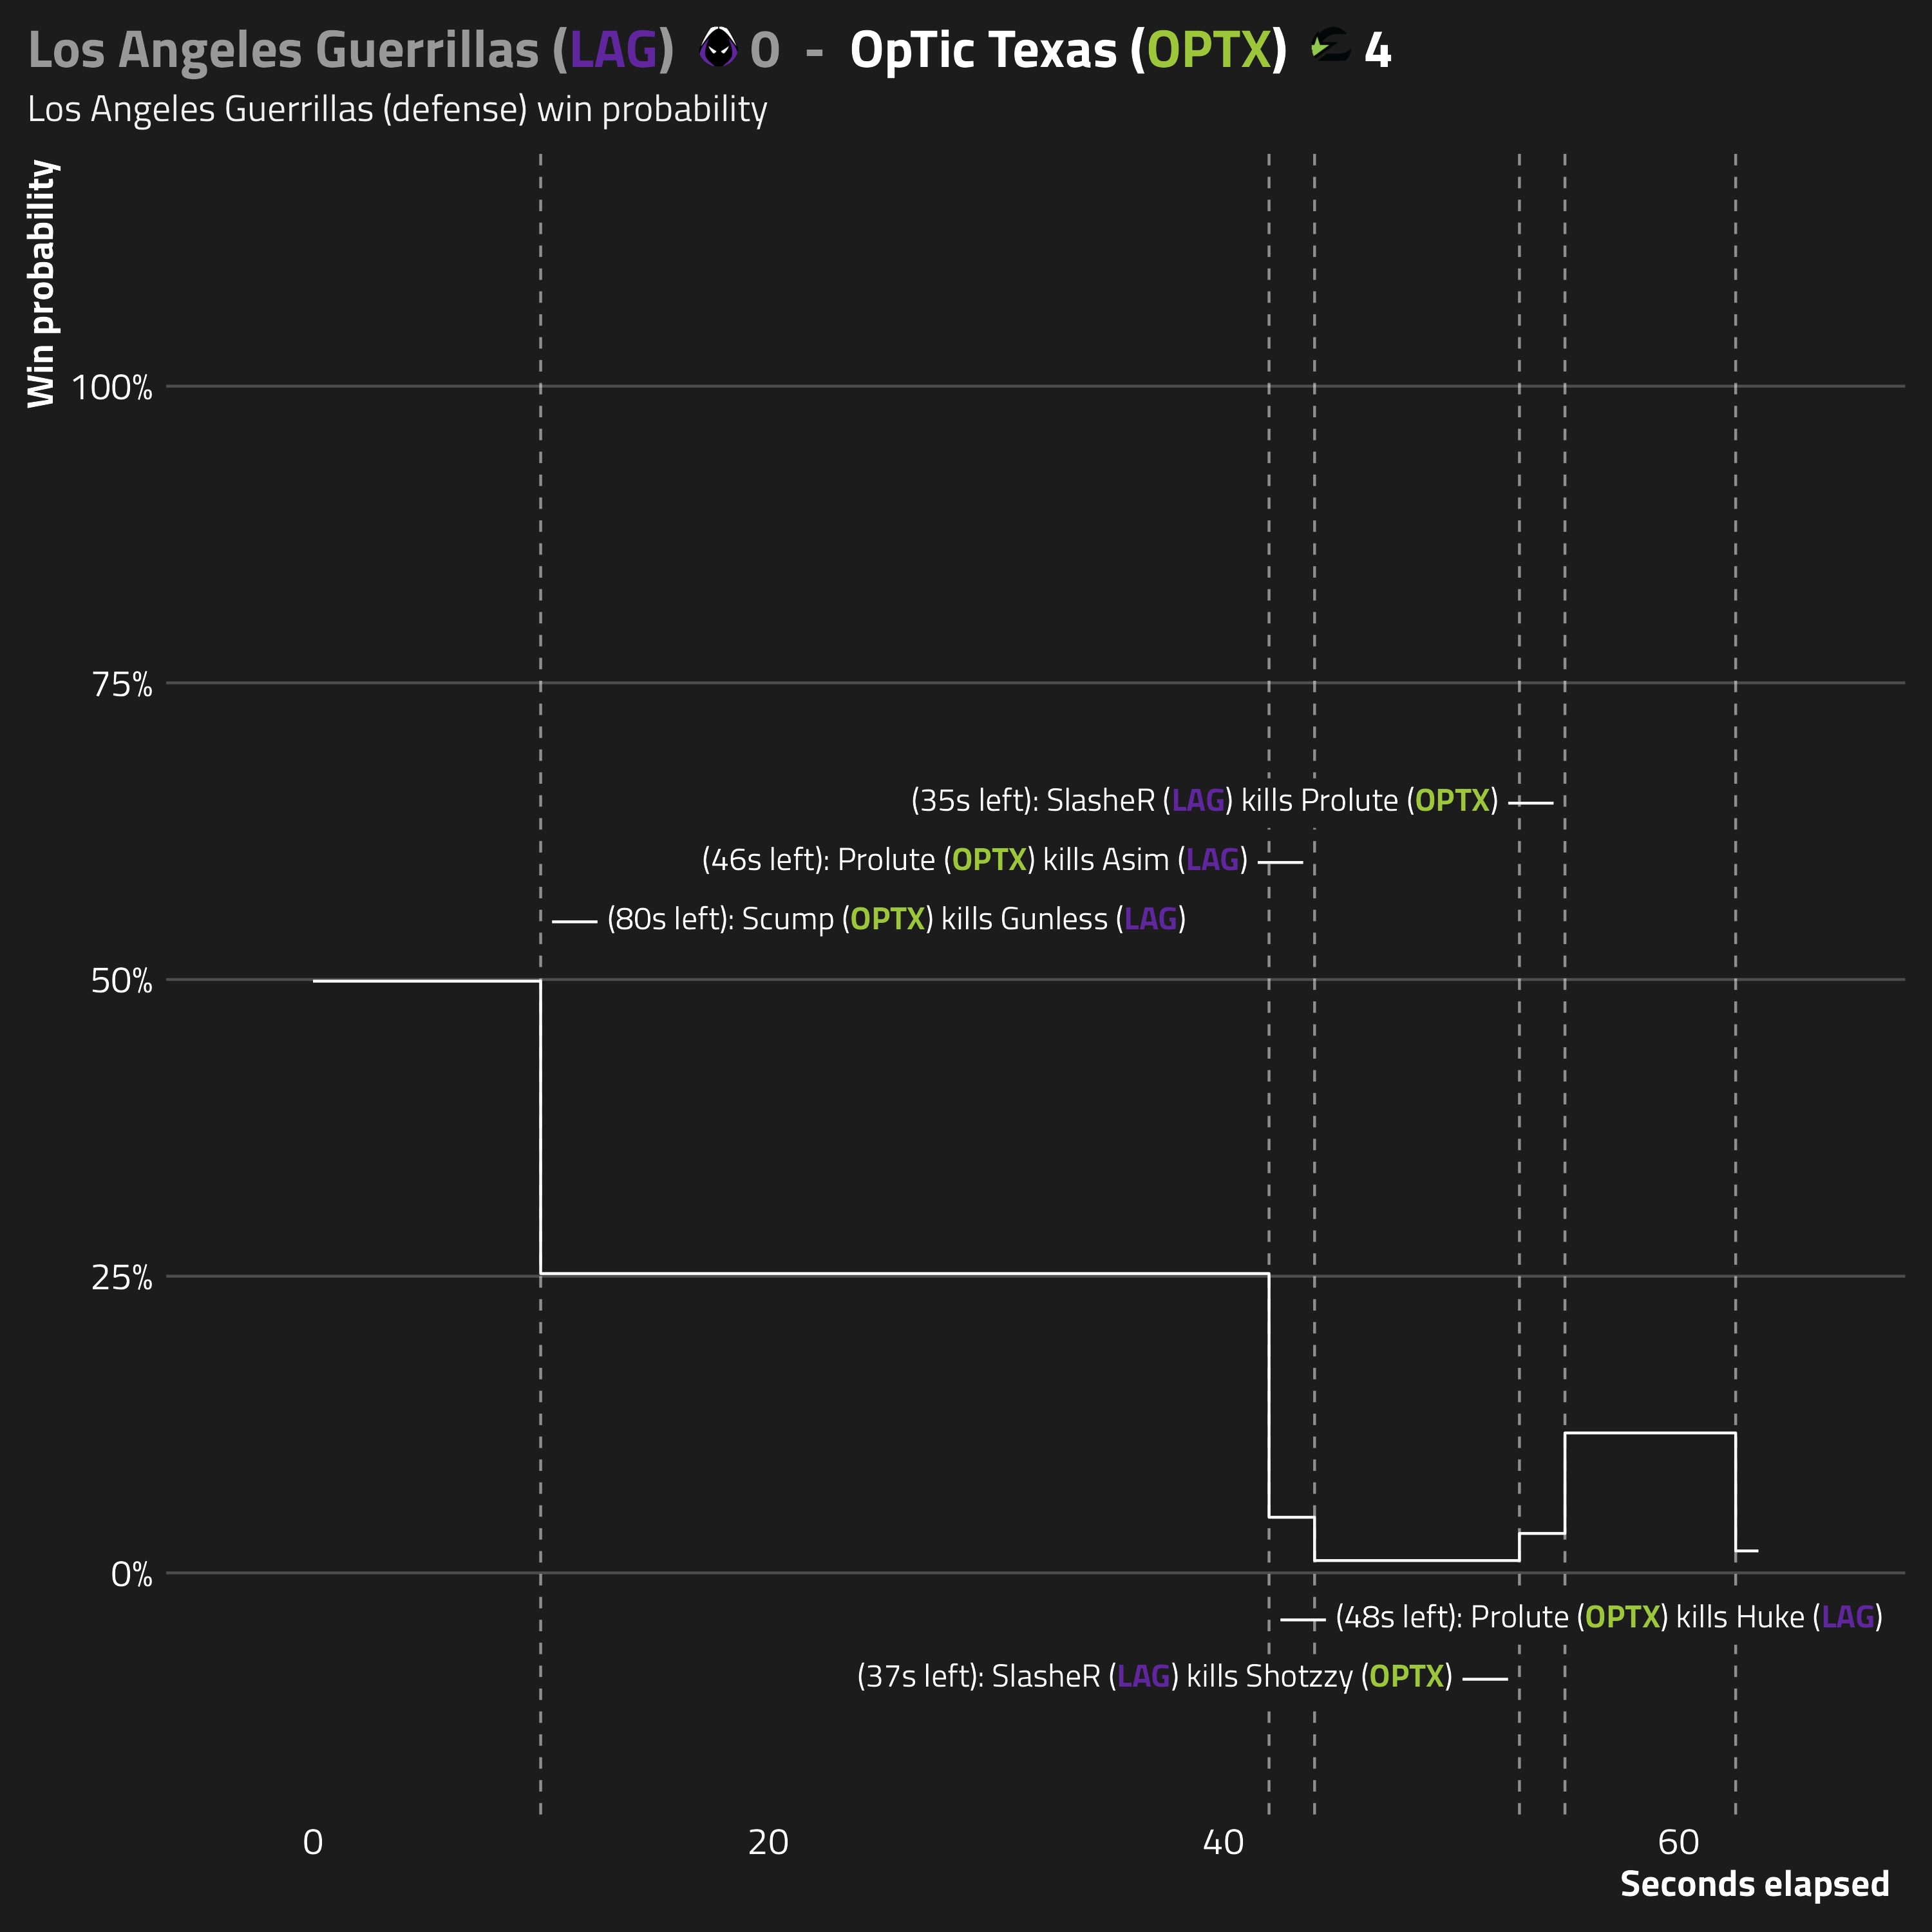 Los Angeles Guerrillas (LAG) 0 - OpTic Texas (OPTX) 4
Los Angeles Guerrillas (defense) win probability
Win probability
100%
75%
(35s left): SlasheR (LAG) kills Prolute (OPTX)
(46s left): Prolute (OPTX) kills Asim (LAG)
(80s left): Scump (OPTX) kills Gunless (LAG)
50%
25%
0%
(48s left): Prolute (OPTX) kills Huke (LAG)
(37s left): SlasheR (LAG) kills Shotzzy (OPTX)
0 20 40 60
Seconds elapsed